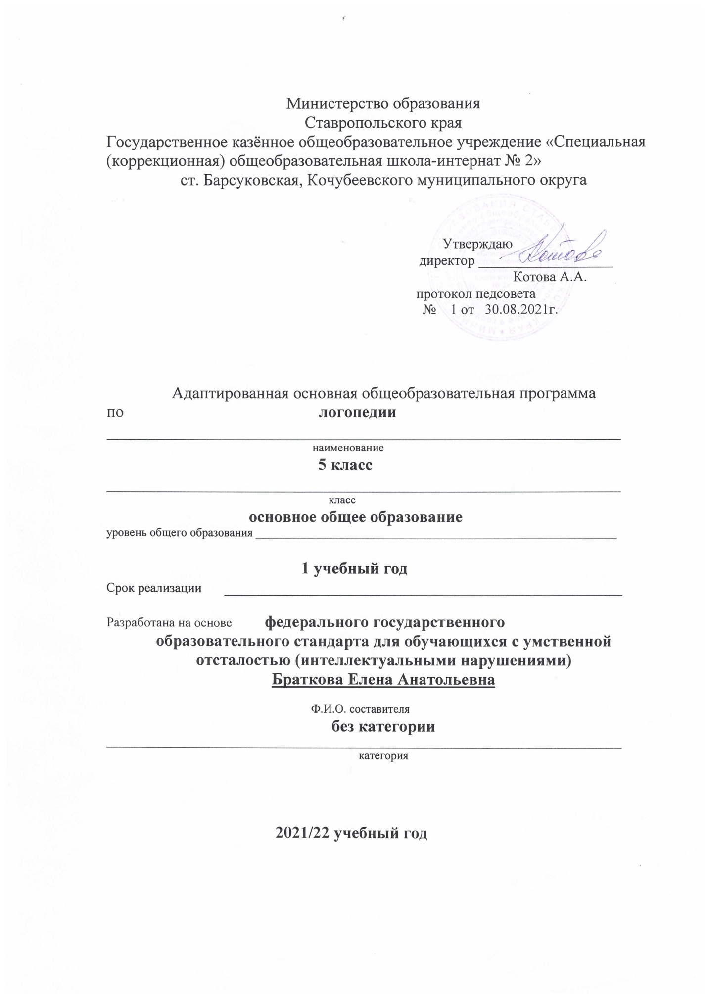 Министерство образования
Ставропольского края
Государственное казённое общеобразовательное учреждение «Специальная
(коррекционная) общеобразовательная школа-интернат № 2»
ст. Барсуковская, Кочубеевского муниципального округа
Утверждаю
директор
Котова А.А.
протокол педсовета
№ 1 от 30.08.2021г.
Адаптированная основная общеобразовательная программа
по логопедии
наименование
5 класс
класс
основное общее образование
уровень общего образования
1 учебный год
Срок реализации
Разработана на основе федерального государственного
образовательного стандарта для обучающихся с умственной
отсталостью (интеллектуальными нарушениями)
Браткова Елена Анатольевна
Ф.И.О. составителя
без категории
категория
2021/22 учебный год